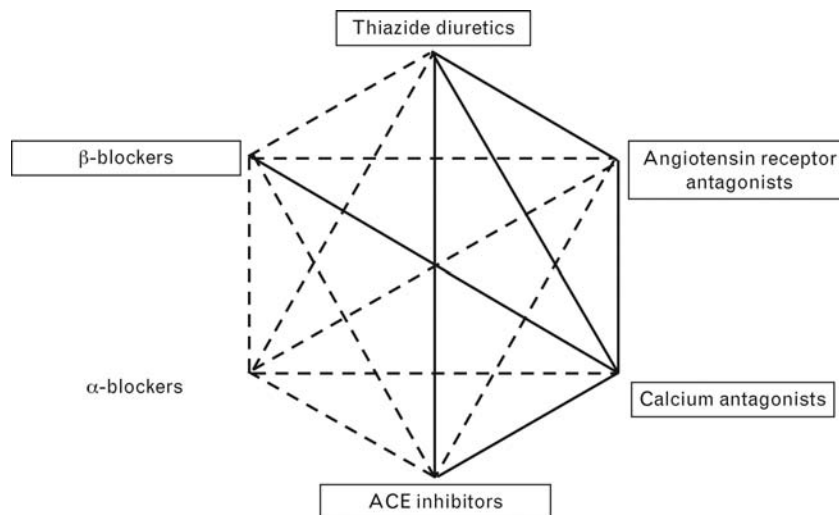 Thiazide diuretics
β-blockers
Angiotensin receptor
antagonists
α-blockers
Calcium antagonists
ACE inhibitors